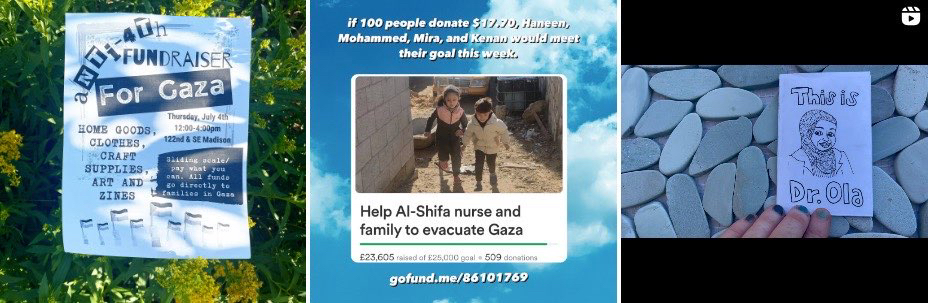 aNTi-4Th
FUNDRAISER
For Gaza
Thursday, July 4th
12:00-4:00pm
122nd & SE Madison
HOME GOODS,
CLOTHES,
CRAFT
SUPPLIES,
ART AND
ZINES
Sliding scale/
pay what you
can. All funds
go directly to
families in Gaza
if 100 people donate $17.70, Haneen,
Mohammed, Mira, and Kenan would meet
their goal this week.
Help Al-Shifa nurse and
family to evacuate Gaza
£23,605 raised of £25,000 goal • 509 donations
gofund.me/86101769
This is
Dr. Ola